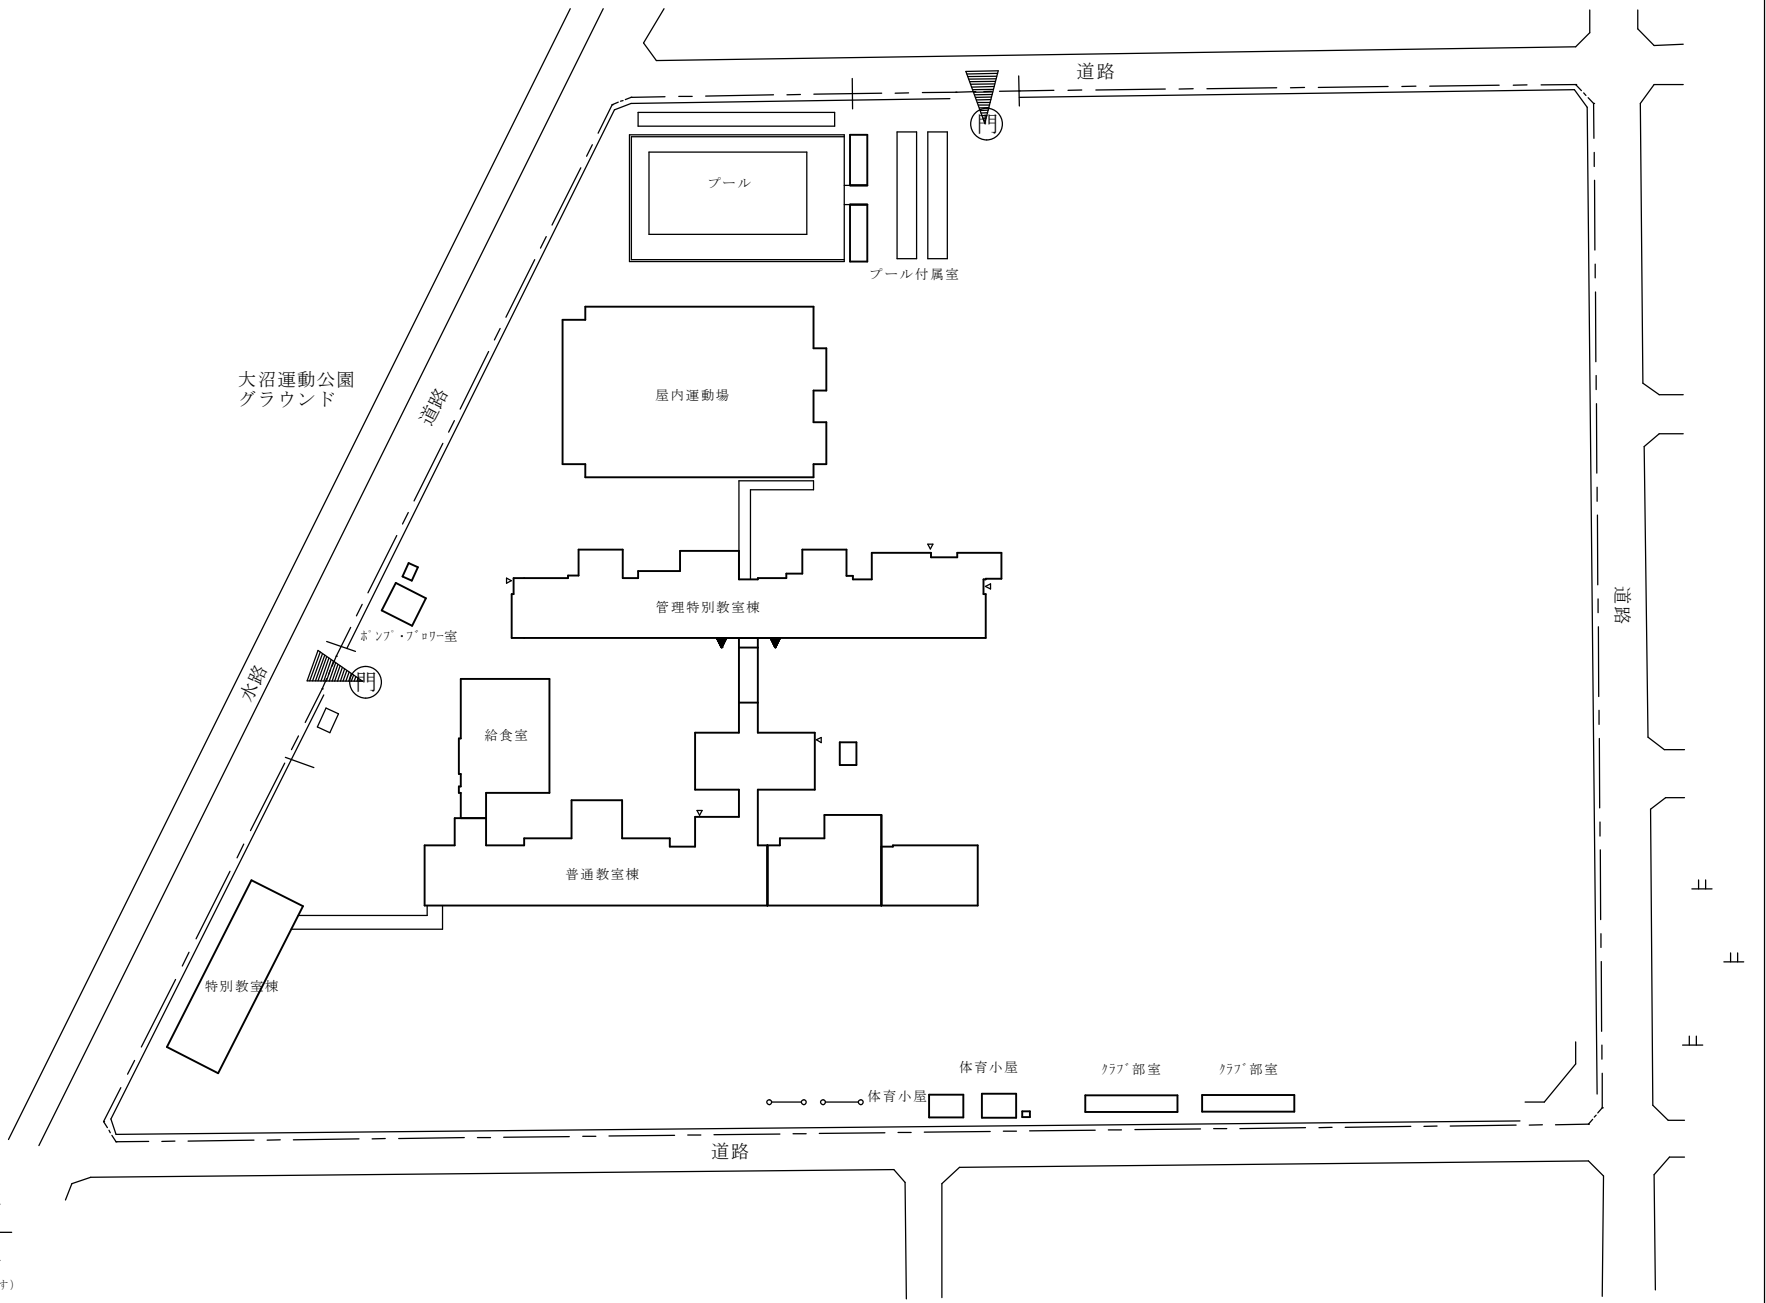 道路
門
プール
プール付属室
大沼運動公園
グラウンド
道路
屋内運動場
管理特別教室棟
道路
ポンプ・ブロワー室
水路
門
給食室
普通教室棟
特別教室棟
体育小屋
クラブ部室
クラブ部室
体育小屋
道路
す)